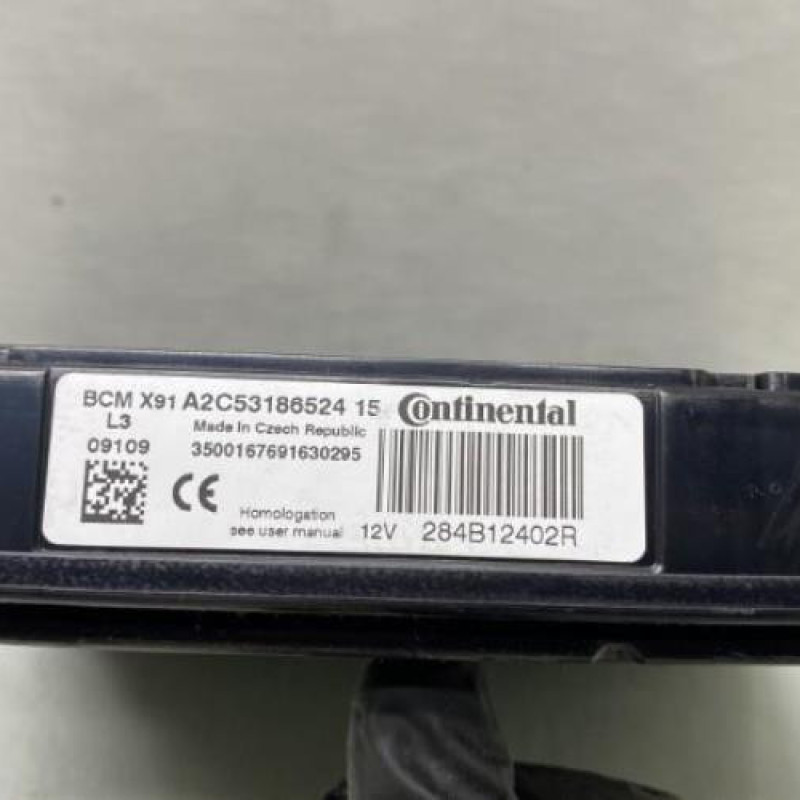 BCM X91 A2C53186524 15 Continental
L3 Made in Czech Republic
09109 3500167691630295
CE
Homologation
see user manual 12V 284B12402R